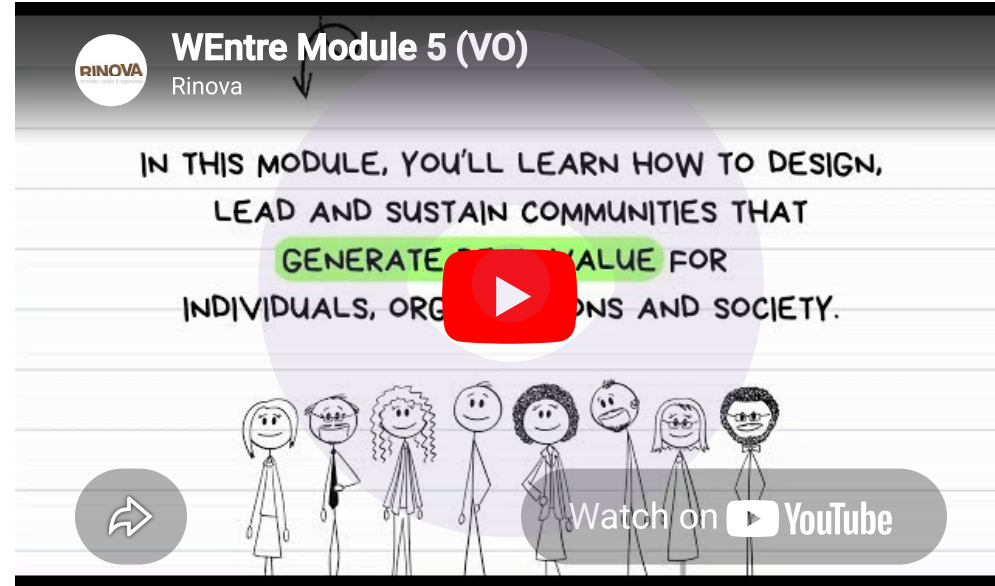 RINOVA
WEntre Module 5 (VO)
Rinova
IN THIS MODULE, YOU'LL LEARN HOW TO DESIGN,
LEAD AND SUSTAIN COMMUNITIES THAT
GENERATE VALUE FOR
INDIVIDUALS, AND SOCIETY.
Watch on YouTube